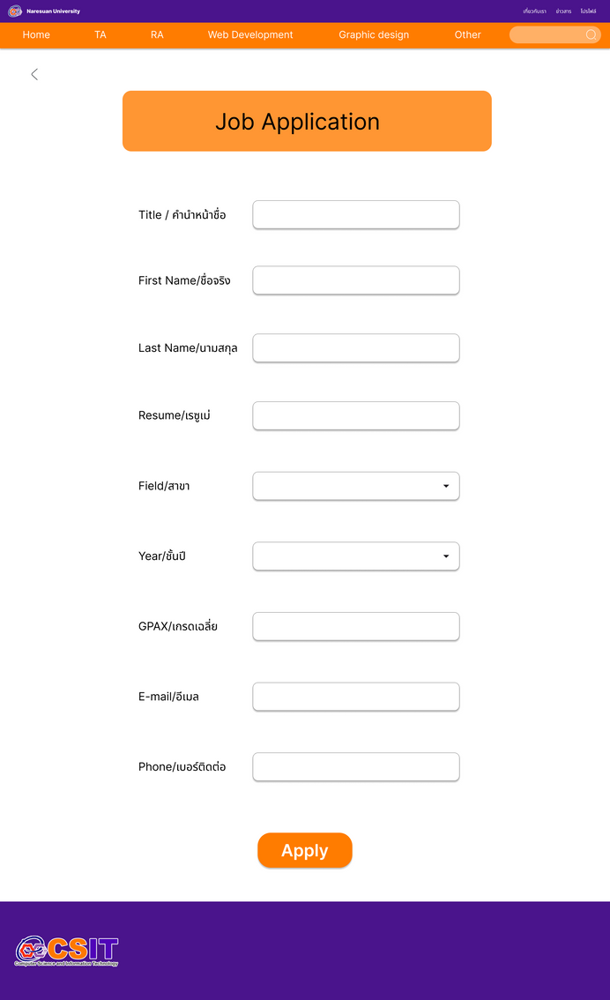 Naresuan University
เกี่ยวกับเรา ข่าวสาร โปรไฟล์
Home TA RA Web Development Graphic design Other
Job Application
Title / คำนำหน้าชื่อ
First Name/ชื่อจริง
Last Name/นามสกุล
Resume/เรซูเม่
Field/สาขา
Year/ชั้นปี
GPAX/เกรดเฉลี่ย
E-mail/อีเมล
Phone/เบอร์ติดต่อ
Apply
CSIT
Computer Science and Information Technology